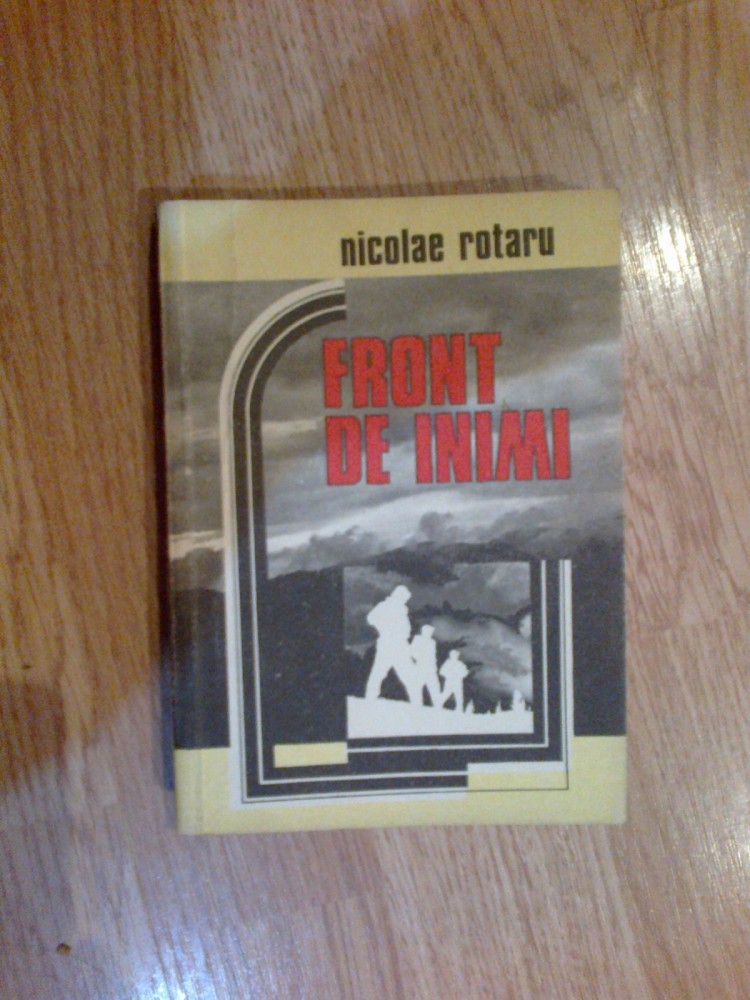 nicolae rotaru
FRONT
DE INIMI